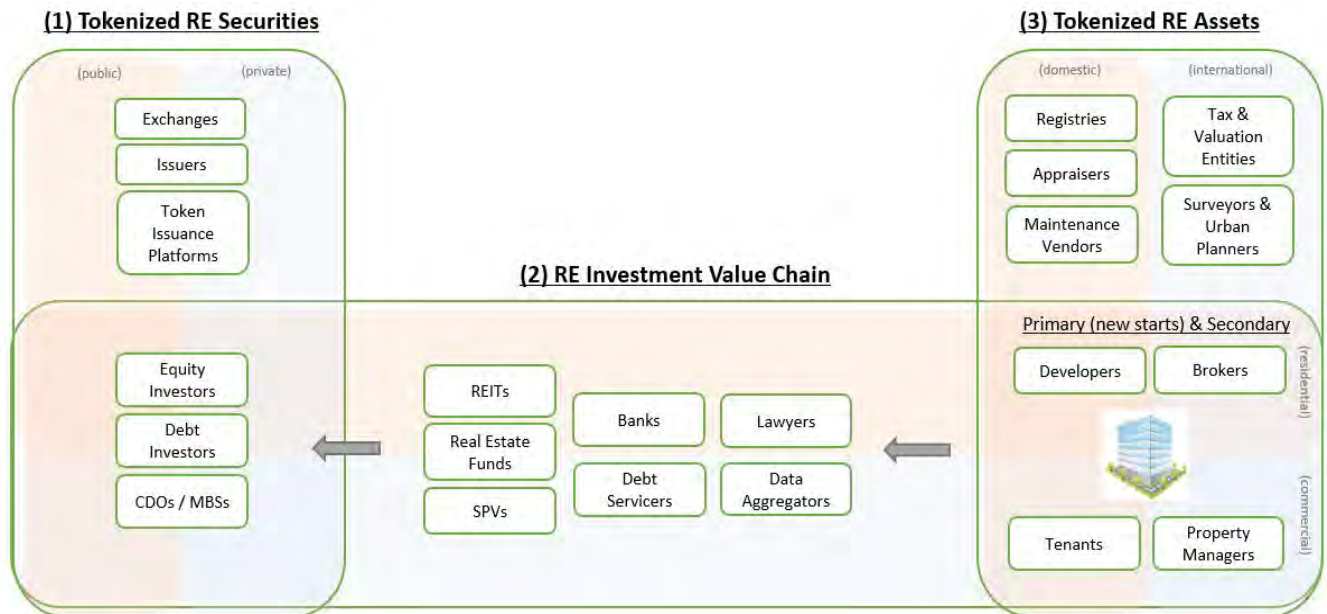 (1) Tokenized RE Securities
(public)
(private)
Exchanges
Issuers
Token
Issuance
Platforms
(3) Tokenized RE Assets
(domestic)
(international)
Registries
Appraisers
Maintenance
Vendors
Tax &
Valuation
Entities
Surveyors &
Urban
Planners
(2) RE Investment Value Chain
Equity
Investors
Debt
Investors
CDOs / MBSs
REITs
Real Estate
Funds
SPVs
Banks
Debt
Servicers
Lawyers
Data
Aggregators
Primary (new starts) & Secondary
Developers
Brokers
(residential)
Tenants
Property
Managers
(commercial)